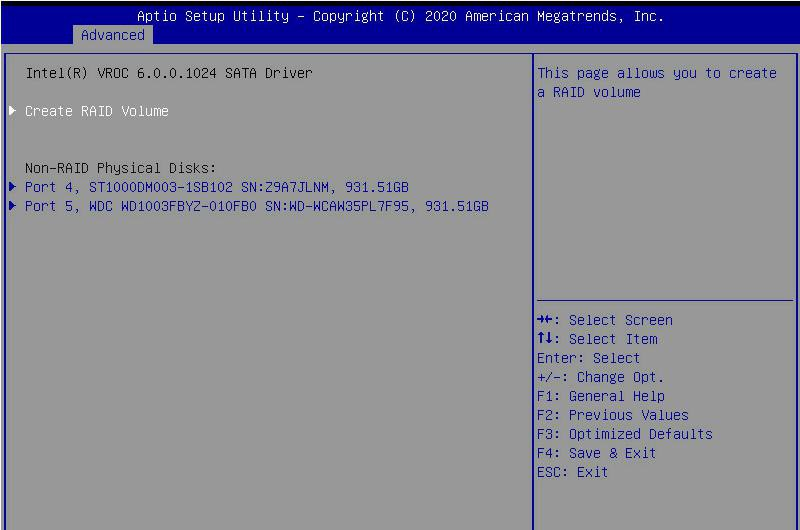 Aptio Setup Utility – Copyright (C) 2020 American Megatrends, Inc.
Advanced
Intel(R) VROC 6.0.0.1024 SATA Driver
Create RAID Volume
Non-RAID Physical Disks:
Port 4, ST1000DM003-1SB102 SN:Z9A7JLNM, 931.51GB
Port 5, WDC WD1003FBYZ-010FB0 SN:WD-WCAW35PL7F95, 931.51GB
This page allows you to create
a RAID volume
→←: Select Screen
↑↓: Select Item
Enter: Select
+/-: Change Opt.
F1: General Help
F2: Previous Values
F3: Optimized Defaults
F4: Save & Exit
ESC: Exit